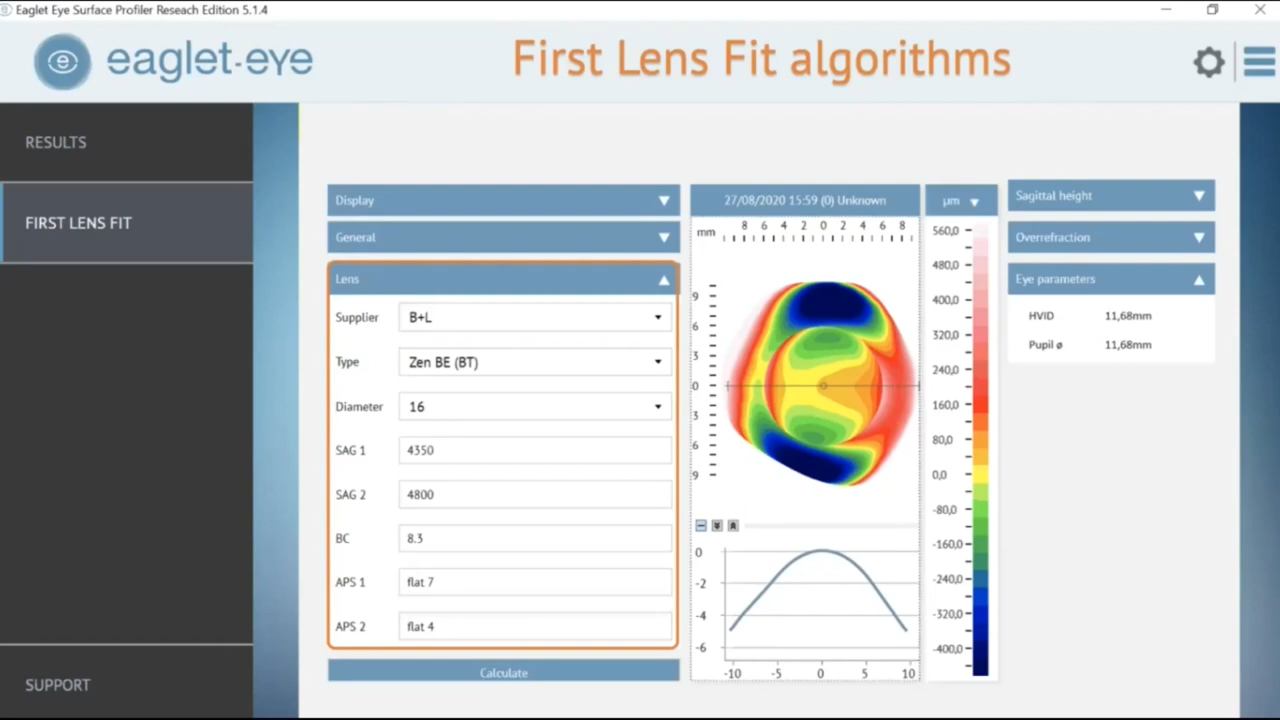 Eaglet Eye Surface Profiler Reseach Edition 5.1.4
e eaglet-eye
First Lens Fit algorithms
RESULTS
FIRST LENS FIT
SUPPORT
Display
General
Lens
Supplier B+L
Type Zen BE (BT)
Diameter 16
SAG 1 4350
SAG 2 4800
BC 8.3
APS 1 flat 7
APS 2 flat 4
Calculate
27/08/2020 15:59 (0) Unknown
mm 8 6 4 2 0 2 4 6 8
9
6
3
0
3
6
9
0
-2
-4
-6
-10 -5 0 5 10
µm
560,0
480,0
400,0
320,0
240,0
160,0
80,0
0,0
-80,0
-160,0
-240,0
-320,0
-400,0
Sagittal height
Overrefraction
Eye parameters
HVID 11,68mm
Pupil ø 11,68mm